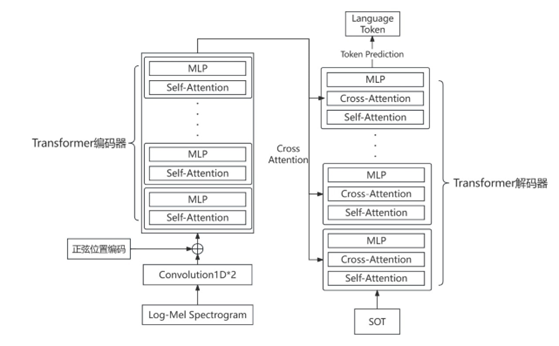 Language
Token
Token Prediction
MLP
Self-Attention
MLP
Cross-Attention
Self-Attention
Transformer编码器
Cross
Attention
MLP
Self-Attention
MLP
Cross-Attention
Self-Attention
Transformer解码器
MLP
Self-Attention
MLP
Cross-Attention
Self-Attention
正弦位置编码
Convolution1D*2
Log-Mel Spectrogram
SOT